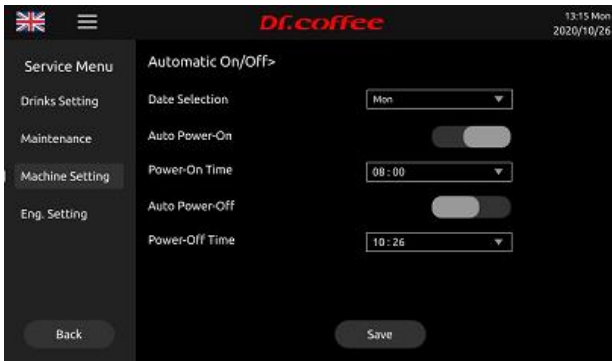 Dr.coffee
13:15 Mon
2020/10/26
Service Menu
Drinks Setting
Maintenance
Machine Setting
Eng. Setting
Back
Automatic On/Off>
Date Selection
Mon
Auto Power-On
Power-On Time
08 : 00
Auto Power-Off
Power-Off Time
10 : 26
Save